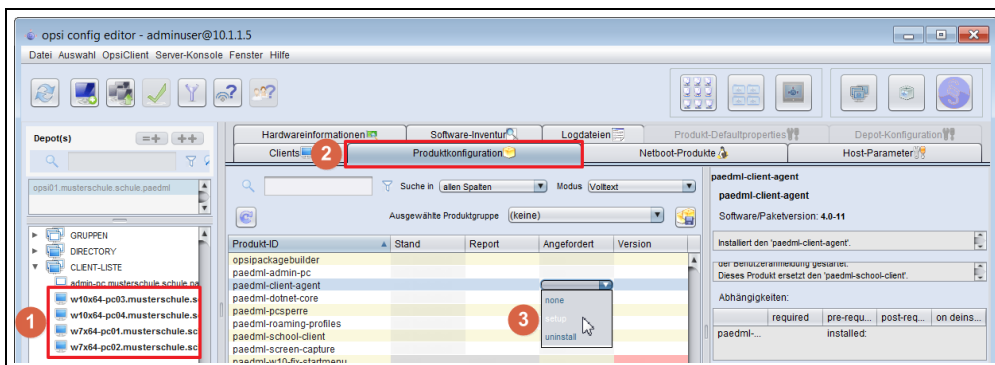 opsi config editor - adminuser@10.1.1.5
Datei Auswahl OpsiClient Server-Konsole Fenster Hilfe
Depot(s)
opsi01.musterschule.schule.paedml
GRUPPEN
DIRECTORY
CLIENT-LISTE
admin-pc.musterschule.schule.pa
w10x64-pc03.musterschule.s
w10x64-pc04.musterschule.s
w7x64-pc01.musterschule.sc
w7x64-pc02.musterschule.sc
1
Hardwareinformationen
Software-Inventur
Logdateien
Produkt-Defaultproperties
Depot-Konfiguration
Clients
2
Produktkonfiguration
Netboot-Produkte
Host-Parameter
Suche in allen Spalten Modus Volltext
Ausgewählte Produktgruppe (keine)
Produkt-ID Stand Report Angefordert Version
opsipackagebuilder
paedml-admin-pc
paedml-client-agent
paedml-dotnet-core
paedml-pcsperre
paedml-roaming-profiles
paedml-school-client
paedml-screen-capture
paedml-w10-fix-startmenu
none
setup
uninstall
3
paedml-client-agent
paedml-client-agent
Software/Paketversion: 4.0-11
Installiert den 'paedml-client-agent'.
der Benutzeranmeldung gestartet.
Dieses Produkt ersetzt den 'paedml-school-client'.
Abhängigkeiten:
required pre-requ... post-req... on deins...
paedml-... installed: